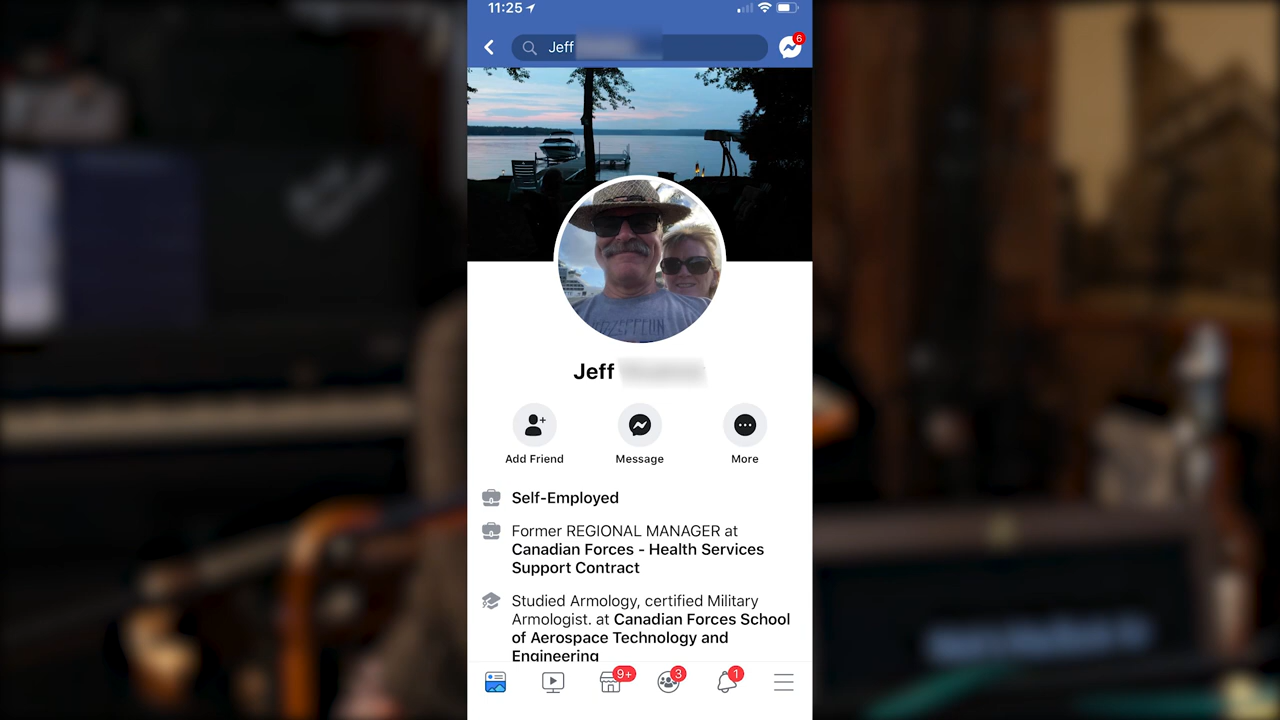 11:25
6
Jeff
Jeff
Add Friend
Message
More
Self-Employed
Former REGIONAL MANAGER at
Canadian Forces - Health Services
Support Contract
Studied Armology, certified Military
Armologist. at Canadian Forces School
of Aerospace Technology and
Engineering
9+
3
1